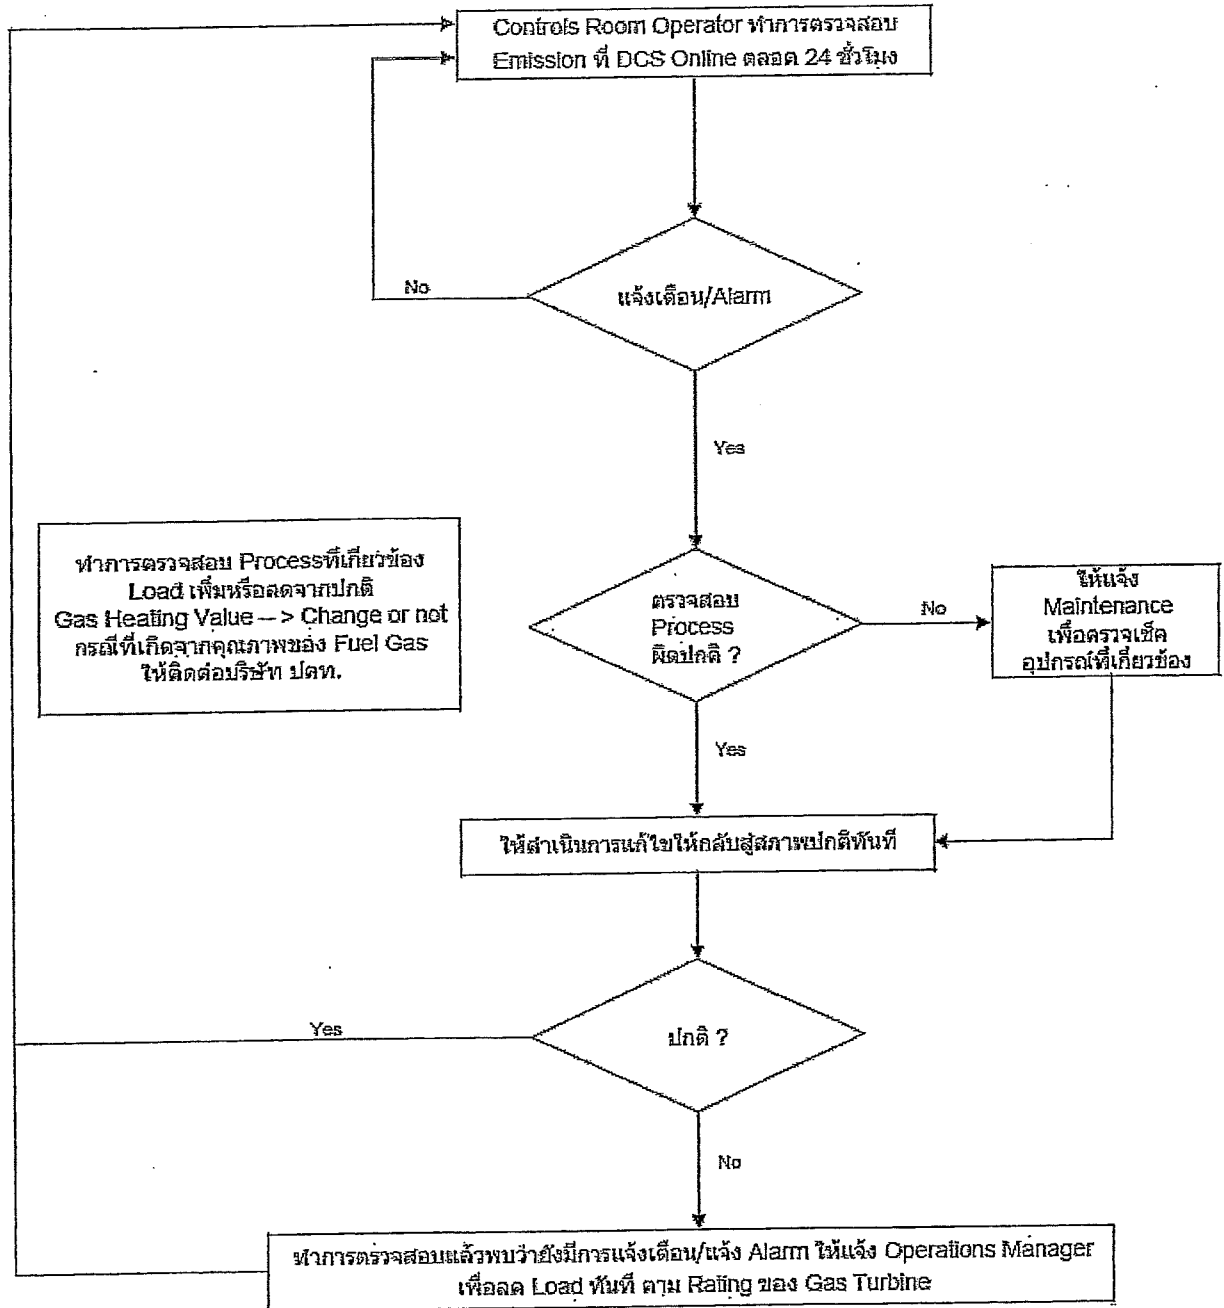 Controls Room Operator ทำการตรวจสอบ
Emission ที่ DCS Online ตลอด 24 ชั่วโมง
No
แจ้งเตือน/Alarm
Yes
ทำการตรวจสอบ Processที่เกี่ยวข้อง
Load เพิ่มหรือลดจากปกติ
Gas Heating Value --> Change or not
กรณีที่เกิดจากคุณภาพของ Fuel Gas
ให้ติดต่อบริษัท ปตท.
ตรวจสอบ
Process
ผิดปกติ ?
No
ให้แจ้ง
Maintenance
เพื่อตรวจเช็ค
อุปกรณ์ที่เกี่ยวข้อง
Yes
ให้ดำเนินการแก้ไขให้กลับสู่สภาพปกติทันที
Yes
ปกติ ?
No
ทำการตรวจสอบแล้วพบว่ายังมีการแจ้งเตือน/แจ้ง Alarm ให้แจ้ง Operations Manager
เพื่อลด Load ทันที ตาม Rating ของ Gas Turbine